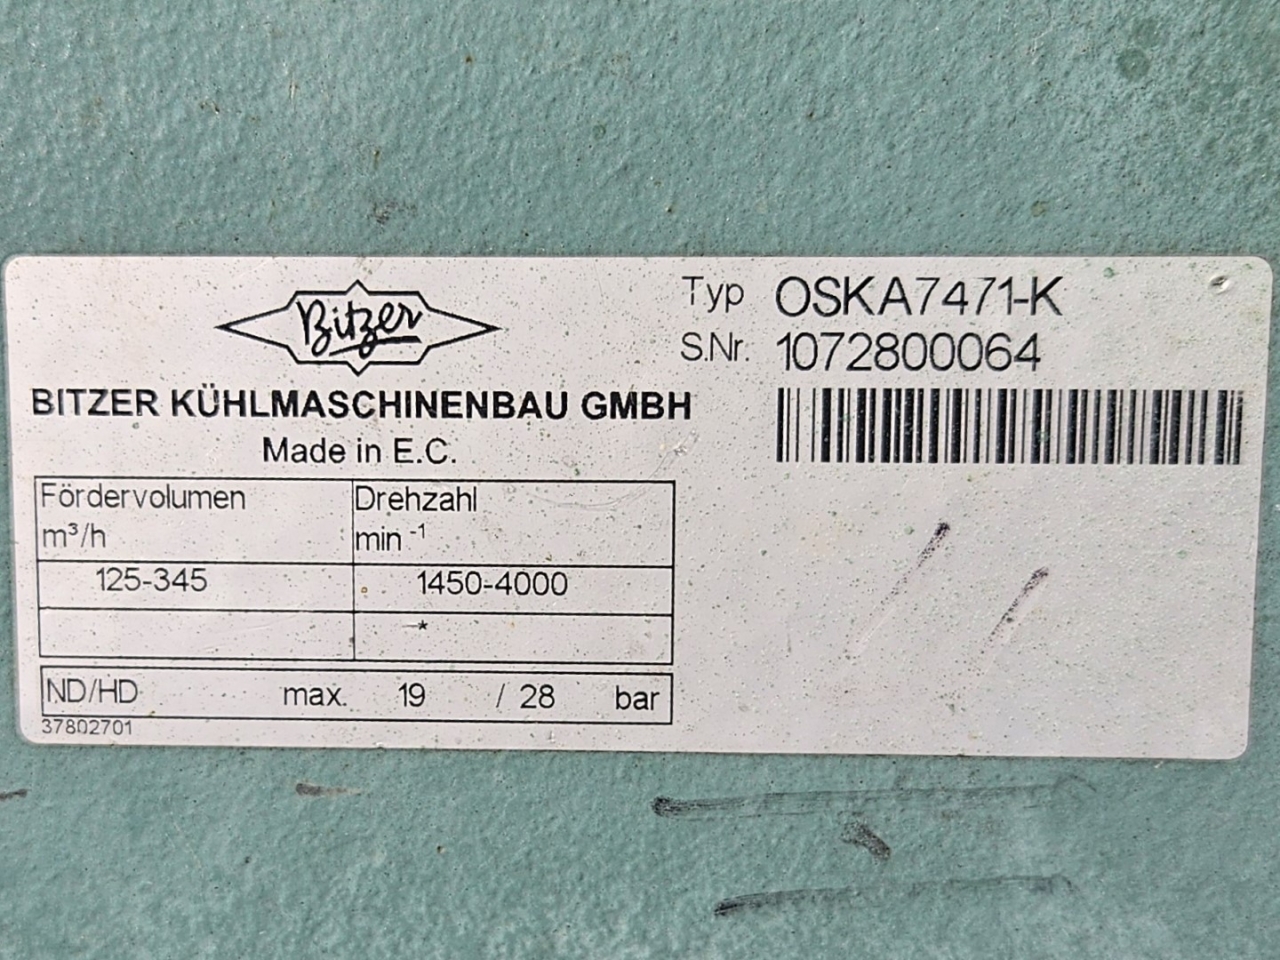 Bitzer
BITZER KÜHLMASCHINENBAU GMBH
Made in E.C.
Typ OSKA7471-K
S.Nr. 1072800064
Fördervolumen Drehzahl
m³/h min -1
125-345 1450-4000
*
ND/HD max. 19 / 28 bar
37802701